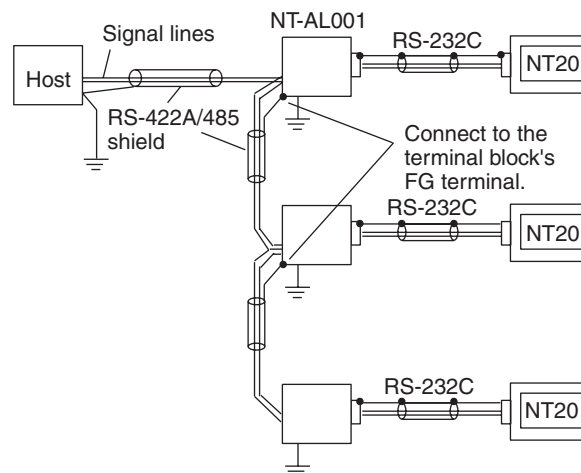 NT-AL001
Signal lines
RS-232C
Host
NT20
RS-422A/485
shield
Connect to the
terminal block's
FG terminal.
RS-232C
NT20
RS-232C
NT20